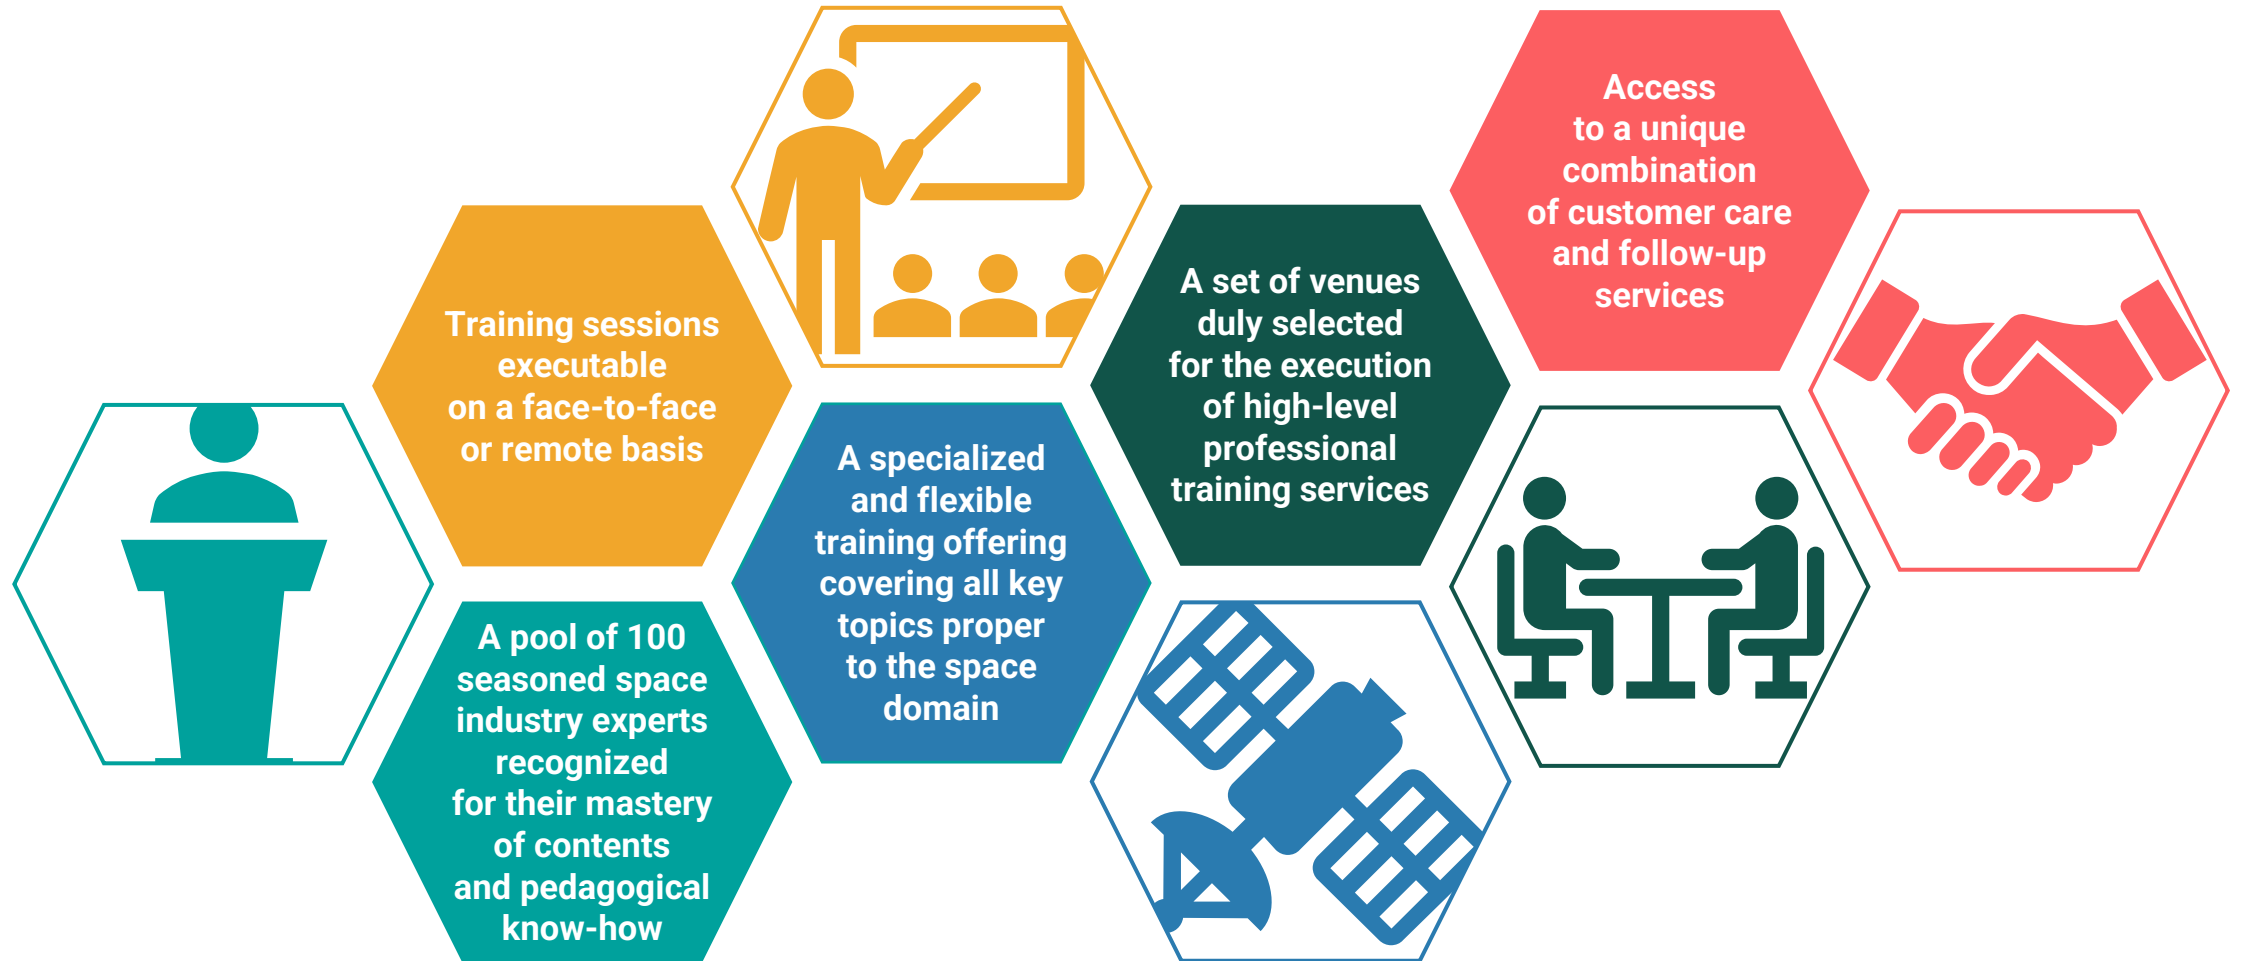 Training sessions
executable
on a face-to-face
or remote basis
A pool of 100
seasoned space
industry experts
recognized
for their mastery
of contents
and pedagogical
know-how
A specialized
and flexible
training offering
covering all key
topics proper
to the space
domain
A set of venues
duly selected
for the execution
of high-level
professional
training services
Access
to a unique
combination
of customer care
and follow-up
services